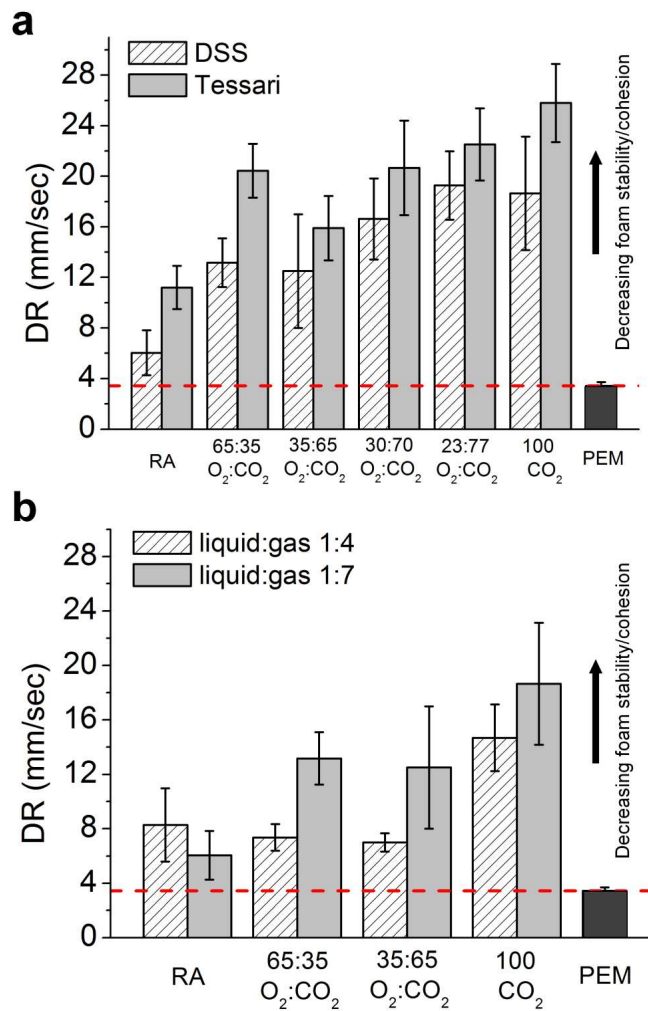 a
DSS
Tessari
28
24
20
16
12
8
4
0
DR (mm/sec)
Decreasing foam stability/cohesion
RA
65:35
O₂:CO₂
35:65
O₂:CO₂
30:70
O₂:CO₂
23:77
O₂:CO₂
100
CO₂
PEM
b
liquid:gas 1:4
liquid:gas 1:7
28
24
20
16
12
8
4
0
DR (mm/sec)
Decreasing foam stability/cohesion
RA
65:35
O₂:CO₂
35:65
O₂:CO₂
100
CO₂
PEM